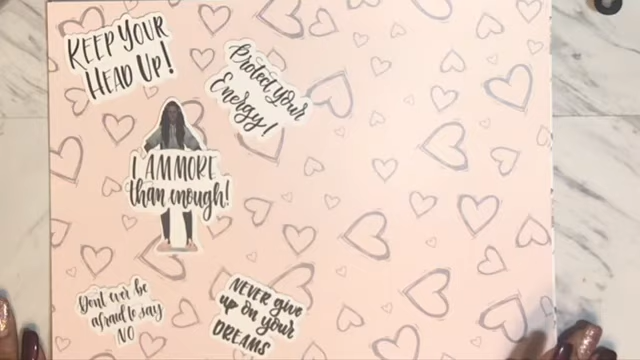 KEEP YOUR
HEAD UP!
Protect your
Energy!
I AM MORE
than enough!
Don't ever be
afraid to say
NO
NEVER give
up on your
DREAMS